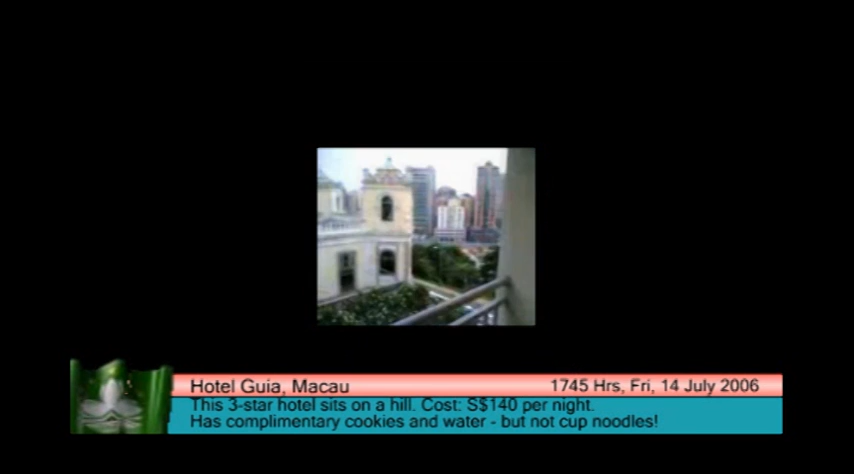 Hotel Guia, Macau 1745 Hrs, Fri, 14 July 2006
This 3-star hotel sits on a hill. Cost: S$140 per night.
Has complimentary cookies and water - but not cup noodles!